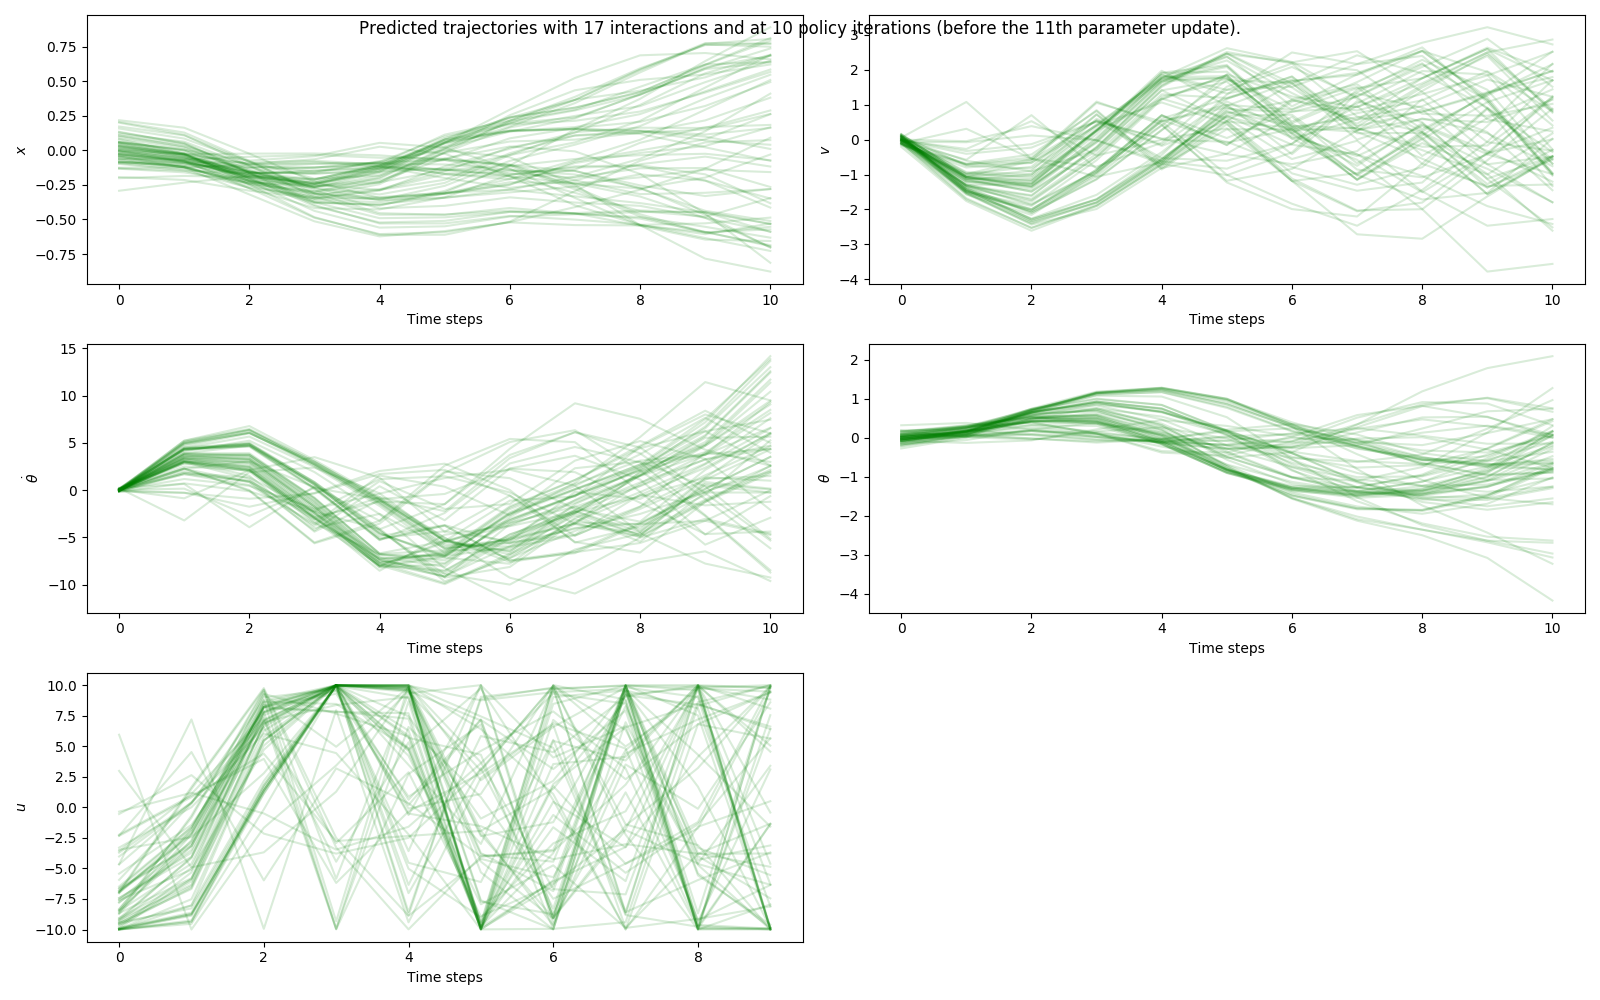 Predicted trajectories with 17 interactions and at 10 policy iterations (before the 11th parameter update).
0.75
0.50
0.25
0.00
−0.25
−0.50
−0.75
x
0 2 4 6 8 10
Time steps
3
2
1
0
−1
−2
−3
−4
v
0 2 4 6 8 10
Time steps
15
10
5
0
−5
−10
θ̇
0 2 4 6 8 10
Time steps
2
1
0
−1
−2
−3
−4
θ
0 2 4 6 8 10
Time steps
10.0
7.5
5.0
2.5
0.0
−2.5
−5.0
−7.5
−10.0
u
0 2 4 6 8
Time steps